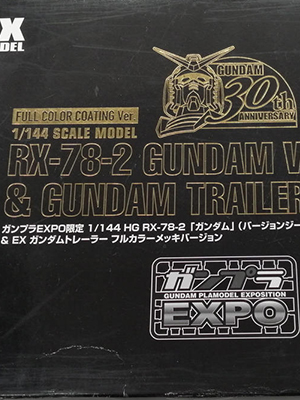 X
ODEL
GUNDAM
30th
ANNIVERSARY
FULL COLOR COATING Ver.
1/144 SCALE MODEL
RX-78-2 GUNDAM V
& GUNDAM TRAILER
ガンプラEXPO限定 1/144 HG RX-78-2「ガンダム」(バージョンジー
& EX ガンダムトレーラー フルカラーメッキバージョン
ガンプラ
GUNDAM PLAMODEL EXPOSITION
EXPO